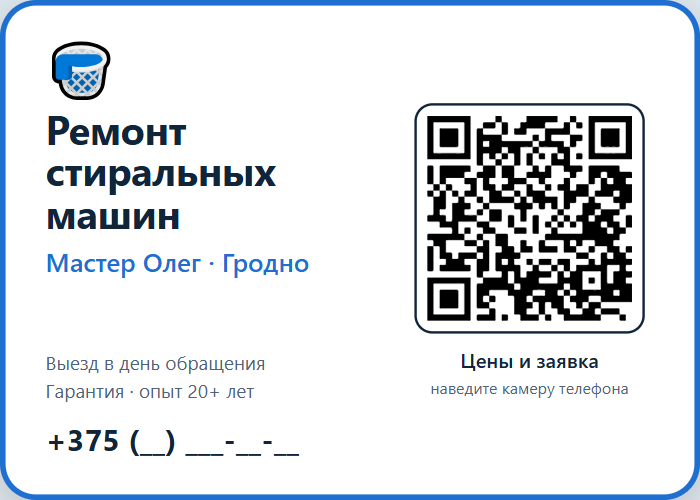 Ремонт
стиральных
машин
Мастер Олег · Гродно
Выезд в день обращения
Гарантия · опыт 20+ лет
+375 (__) ___-__-__
Цены и заявка
наведите камеру телефона